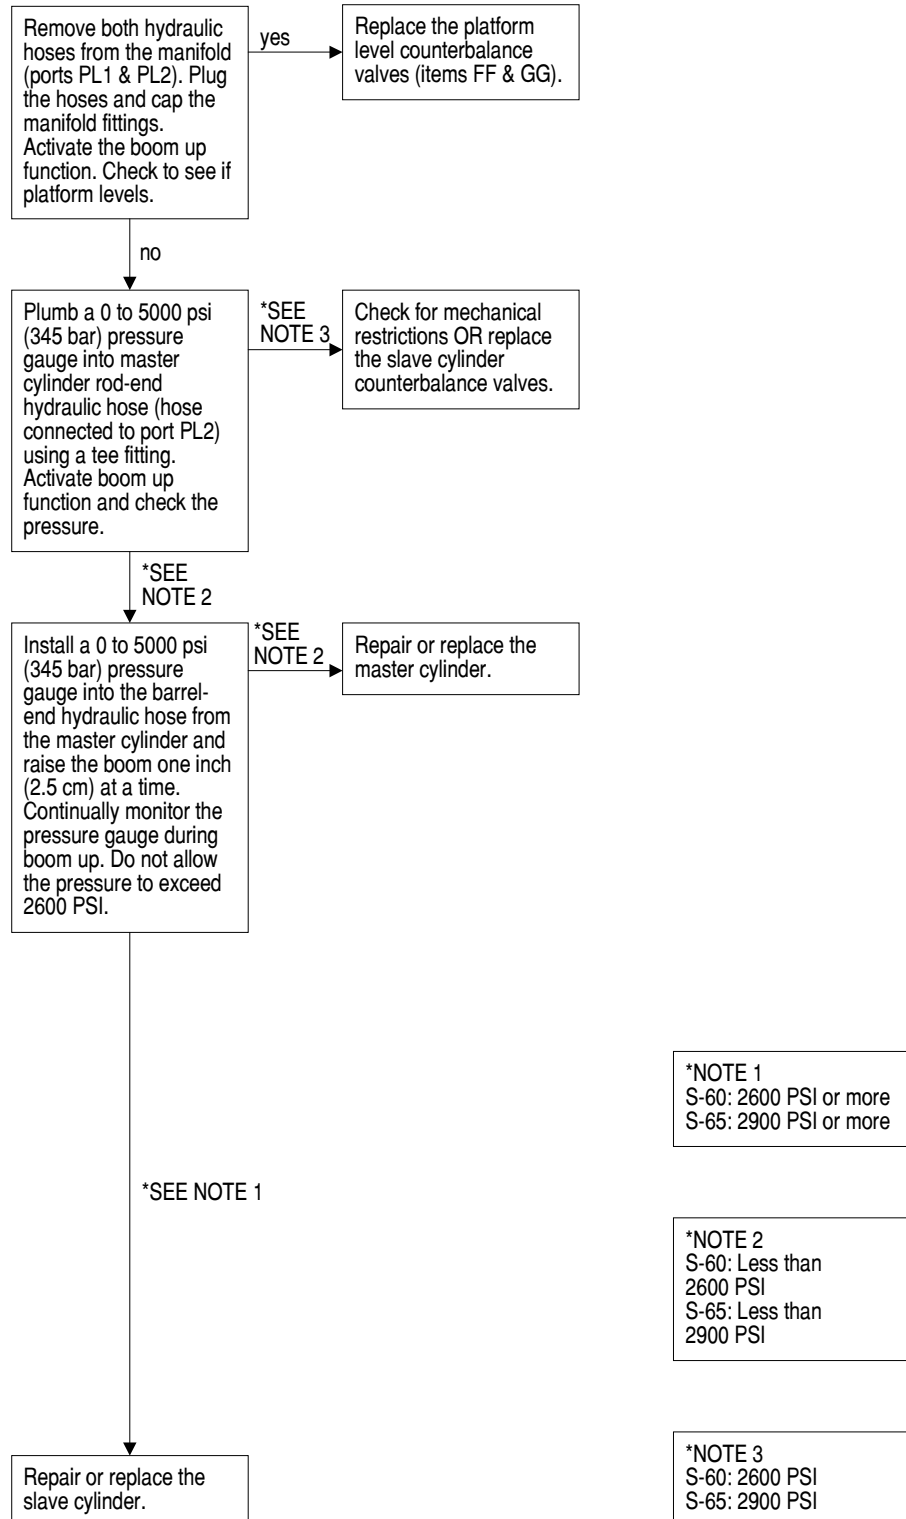 Remove both hydraulic
hoses from the manifold
(ports PL1 & PL2). Plug
the hoses and cap the
manifold fittings.
Activate the boom up
function. Check to see if
platform levels.
yes
Replace the platform
level counterbalance
valves (items FF & GG).
no
Plumb a 0 to 5000 psi
(345 bar) pressure
gauge into master
cylinder rod-end
hydraulic hose (hose
connected to port PL2)
using a tee fitting.
Activate boom up
function and check the
pressure.
*SEE
NOTE 3
Check for mechanical
restrictions OR replace
the slave cylinder
counterbalance valves.
*SEE
NOTE 2
Install a 0 to 5000 psi
(345 bar) pressure
gauge into the barrel-
end hydraulic hose from
the master cylinder and
raise the boom one inch
(2.5 cm) at a time.
Continually monitor the
pressure gauge during
boom up. Do not allow
the pressure to exceed
2600 PSI.
*SEE
NOTE 2
Repair or replace the
master cylinder.
*NOTE 1
S-60: 2600 PSI or more
S-65: 2900 PSI or more
*SEE NOTE 1
*NOTE 2
S-60: Less than
2600 PSI
S-65: Less than
2900 PSI
Repair or replace the
slave cylinder.
*NOTE 3
S-60: 2600 PSI
S-65: 2900 PSI